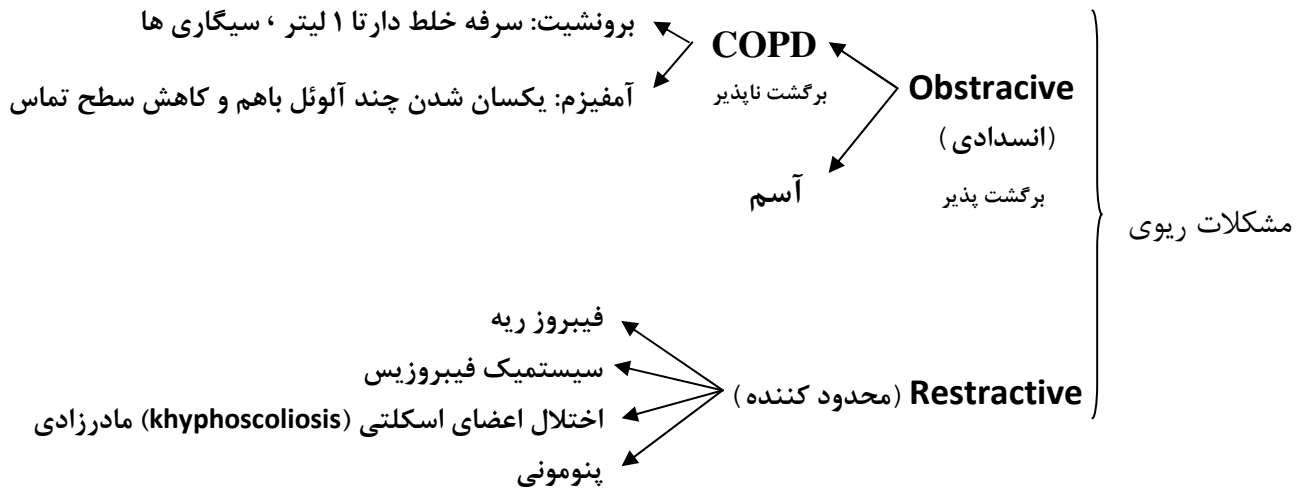 مشکلات ریوی
Obstracive
(انسدادی)
برگشت پذیر
COPD
برگشت ناپذیر
برونشیت: سرفه خلط دارتا ۱ لیتر ، سیگاری ها
آمفیزم: یکسان شدن چند آلوئل باهم و کاهش سطح تماس
آسم
Restractive (محدود کننده)
فیبروز ریه
سیستمیک فیبروزیس
اختلال اعضای اسکلتی (khyphoscoliosis) مادرزادی
پنومونی